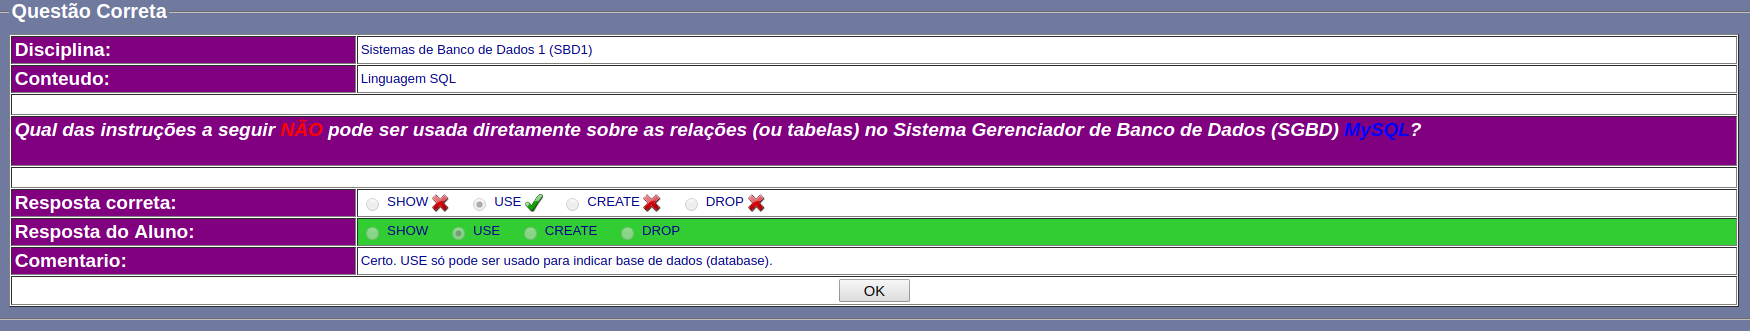 Questão Correta
Disciplina: Sistemas de Banco de Dados 1 (SBD1)
Conteudo: Linguagem SQL
Qual das instruções a seguir NÃO pode ser usada diretamente sobre as relações (ou tabelas) no Sistema Gerenciador de Banco de Dados (SGBD) MySQL?
Resposta correta: SHOW USE CREATE DROP
Resposta do Aluno: SHOW USE CREATE DROP
Comentario: Certo. USE só pode ser usado para indicar base de dados (database).
OK